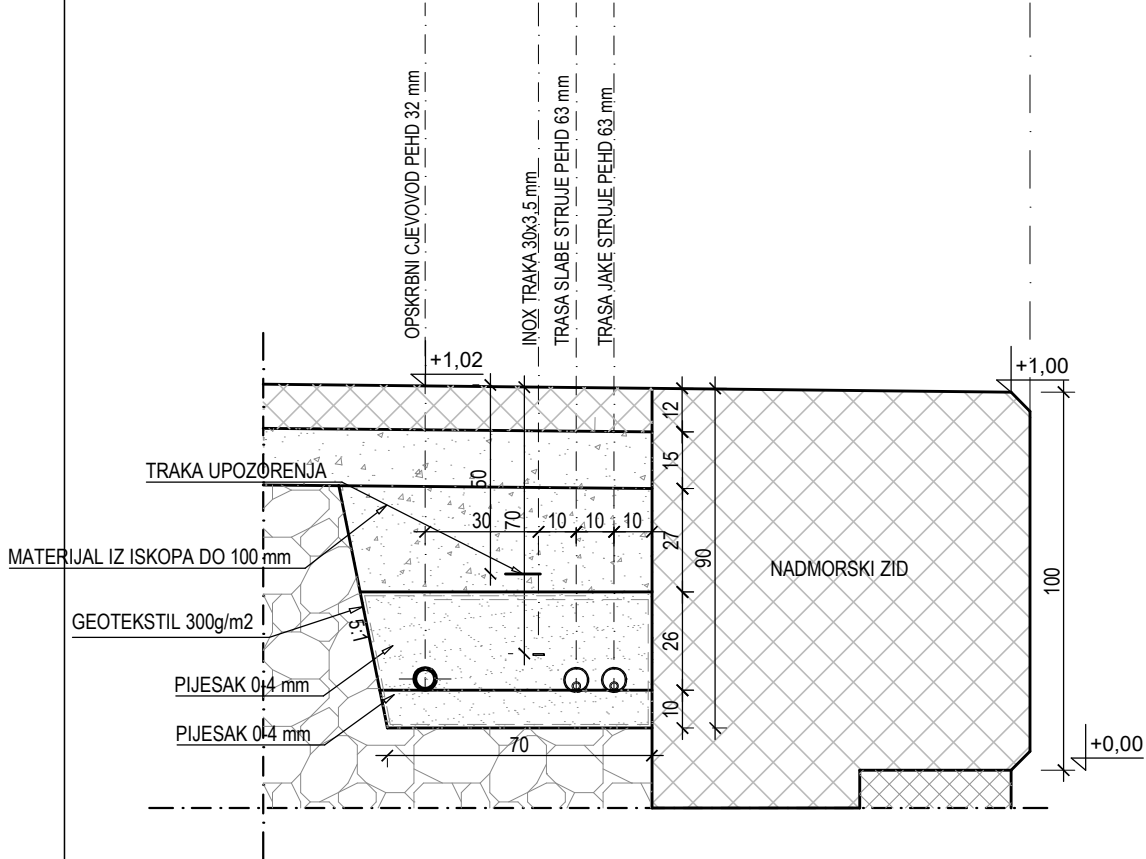 OPSKRBNI CJEVOVOD PEHD 32 mm
INOX TRAKA 30x3,5 mm
TRASA SLABE STRUJE PEHD 63 mm
TRASA JAKE STRUJE PEHD 63 mm
+1,02
+1,00
12
15
TRAKA UPOZORENJA
50
30
70
10
10
10
27
90
MATERIJAL IZ ISKOPA DO 100 mm
NADMORSKI ZID
100
GEOTEKSTIL 300g/m2
5:1
26
PIJESAK 0-4 mm
10
PIJESAK 0-4 mm
70
+0,00